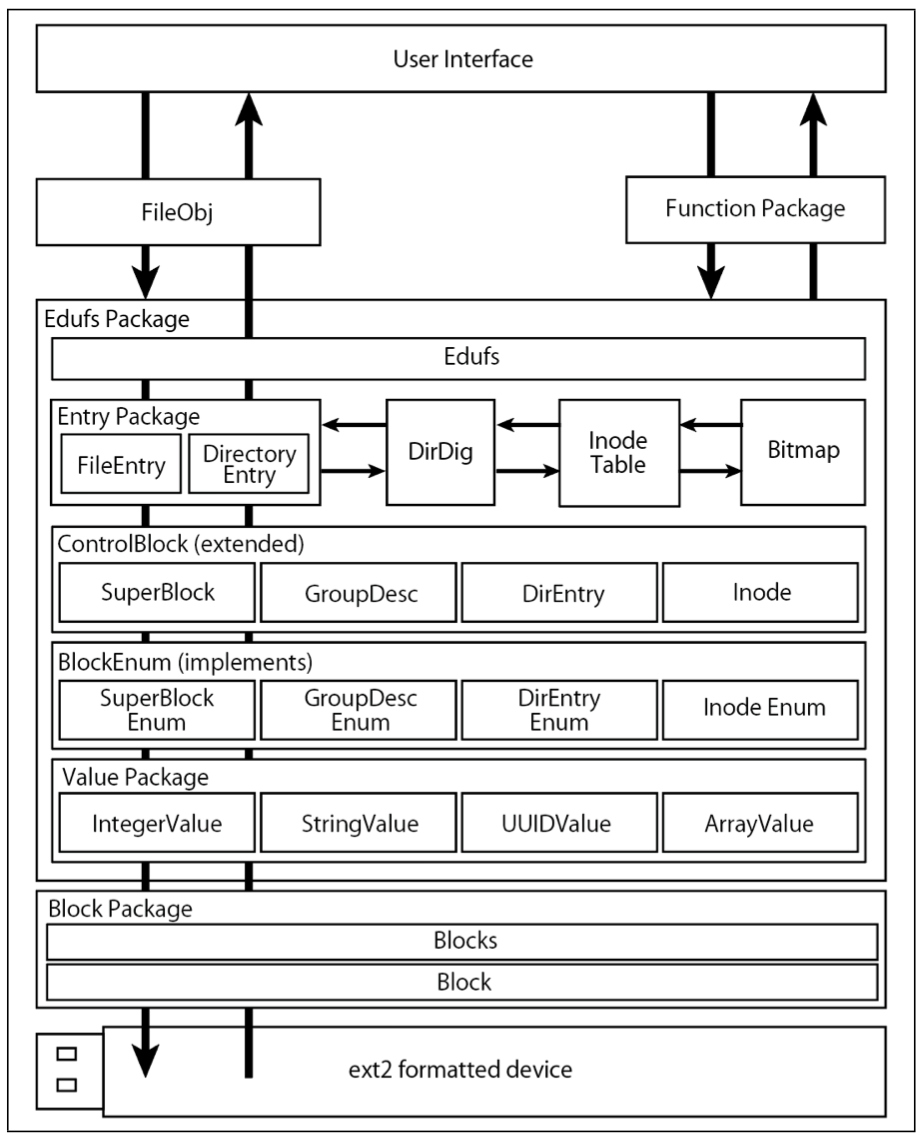 User Interface
FileObj
Function Package
Edufs Package
Edufs
Entry Package
FileEntry
Directory
Entry
DirDig
Inode
Table
Bitmap
ControlBlock (extended)
SuperBlock
GroupDesc
DirEntry
Inode
BlockEnum (implements)
SuperBlock
Enum
GroupDesc
Enum
DirEntry
Enum
Inode Enum
Value Package
IntegerValue
StringValue
UUIDValue
ArrayValue
Block Package
Blocks
Block
ext2 formatted device